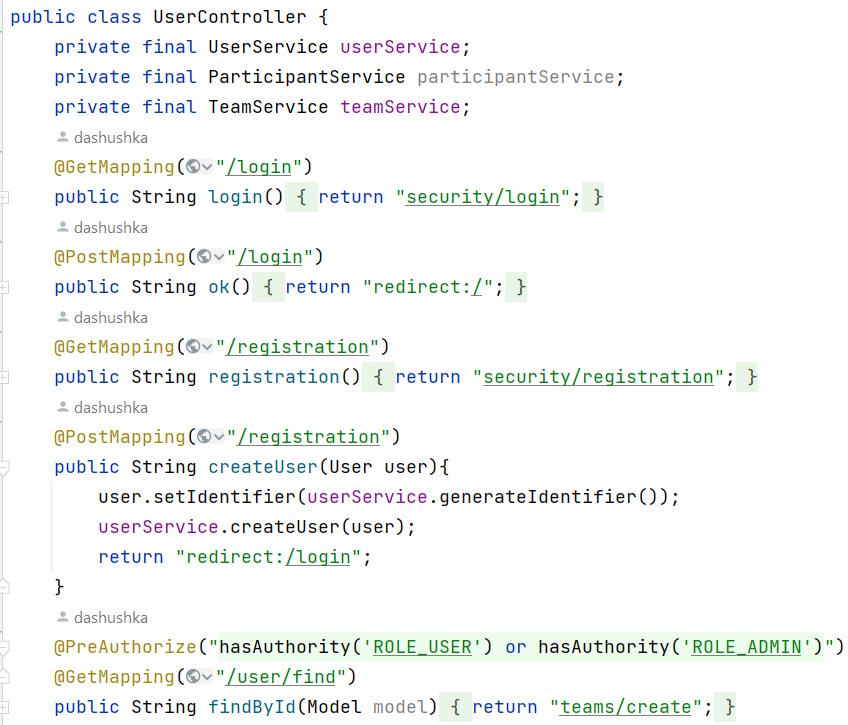 public class UserController {
private final UserService userService;
private final ParticipantService participantService;
private final TeamService teamService;
dashushka
@GetMapping("/login")
public String login() { return "security/login"; }
dashushka
@PostMapping("/login")
public String ok() { return "redirect:/"; }
dashushka
@GetMapping("/registration")
public String registration() { return "security/registration"; }
dashushka
@PostMapping("/registration")
public String createUser(User user){
user.setIdentifier(userService.generateIdentifier());
userService.createUser(user);
return "redirect:/login";
}
dashushka
@PreAuthorize("hasAuthority('ROLE_USER') or hasAuthority('ROLE_ADMIN')")
@GetMapping("/user/find")
public String findById(Model model) { return "teams/create"; }